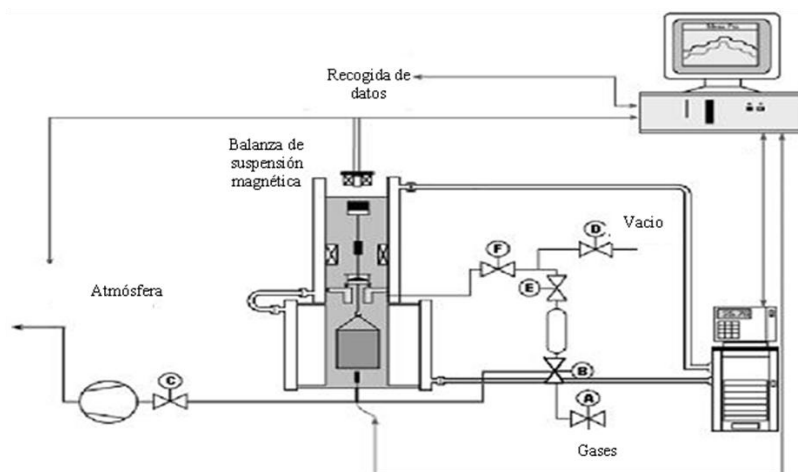 Recogida de
datos
Balanza de
suspensión
magnética
Vacio
D
F
E
Atmósfera
B
C
A
Gases